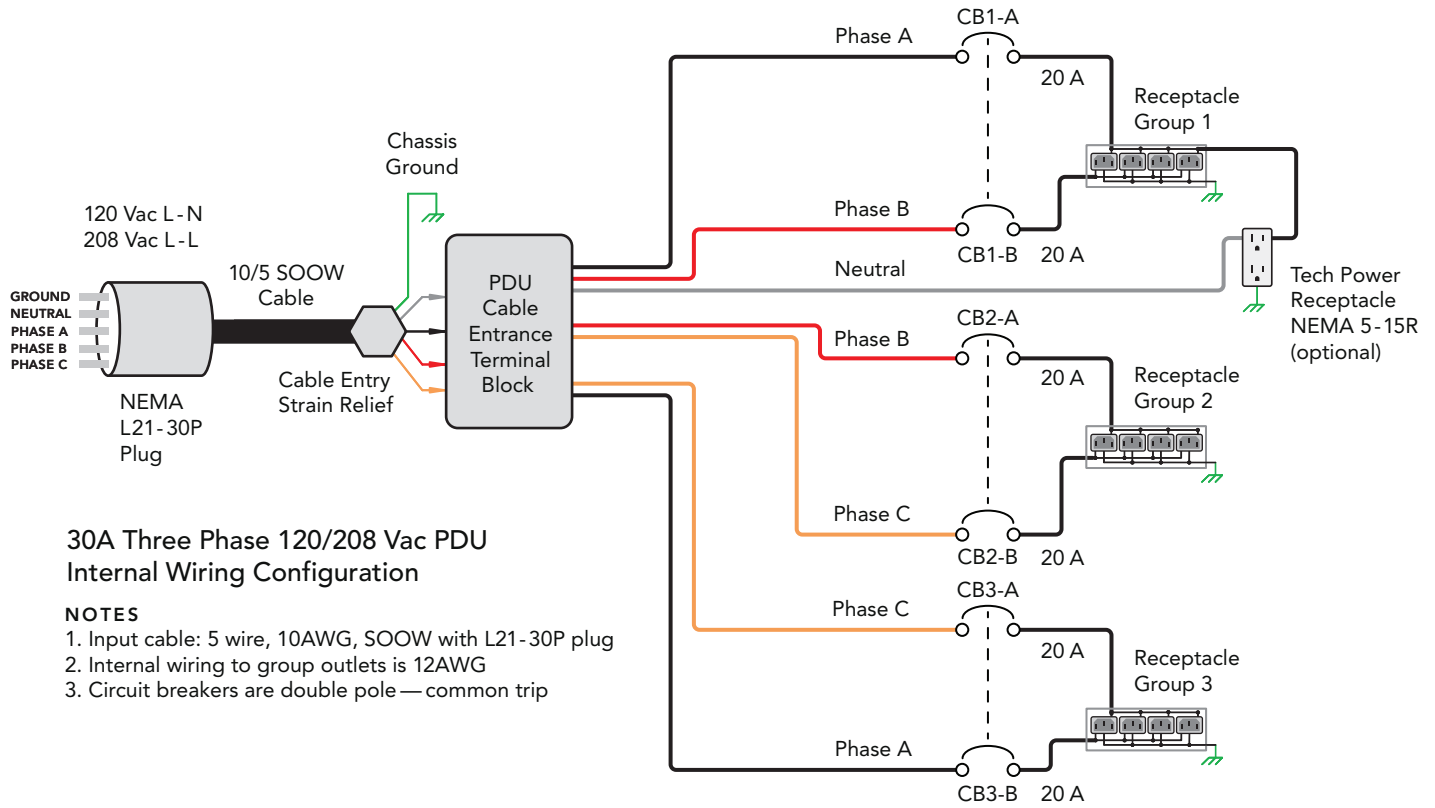 CB1-A
Phase A
20 A
Receptacle
Group 1
Chassis
Ground
120 Vac L-N
208 Vac L-L
Phase B
CB1-B
20 A
10/5 SOOW
Cable
Neutral
PDU
Cable
Entrance
Terminal
Block
Tech Power
Receptacle
NEMA 5-15R
(optional)
GROUND
NEUTRAL
PHASE A
PHASE B
PHASE C
CB2-A
Phase B
20 A
Receptacle
Group 2
Cable Entry
Strain Relief
NEMA
L21-30P
Plug
Phase C
CB2-B
20 A
30A Three Phase 120/208 Vac PDU
Internal Wiring Configuration
NOTES
1. Input cable: 5 wire, 10AWG, SOOW with L21-30P plug
2. Internal wiring to group outlets is 12AWG
3. Circuit breakers are double pole — common trip
CB3-A
Phase C
20 A
Receptacle
Group 3
Phase A
CB3-B
20 A